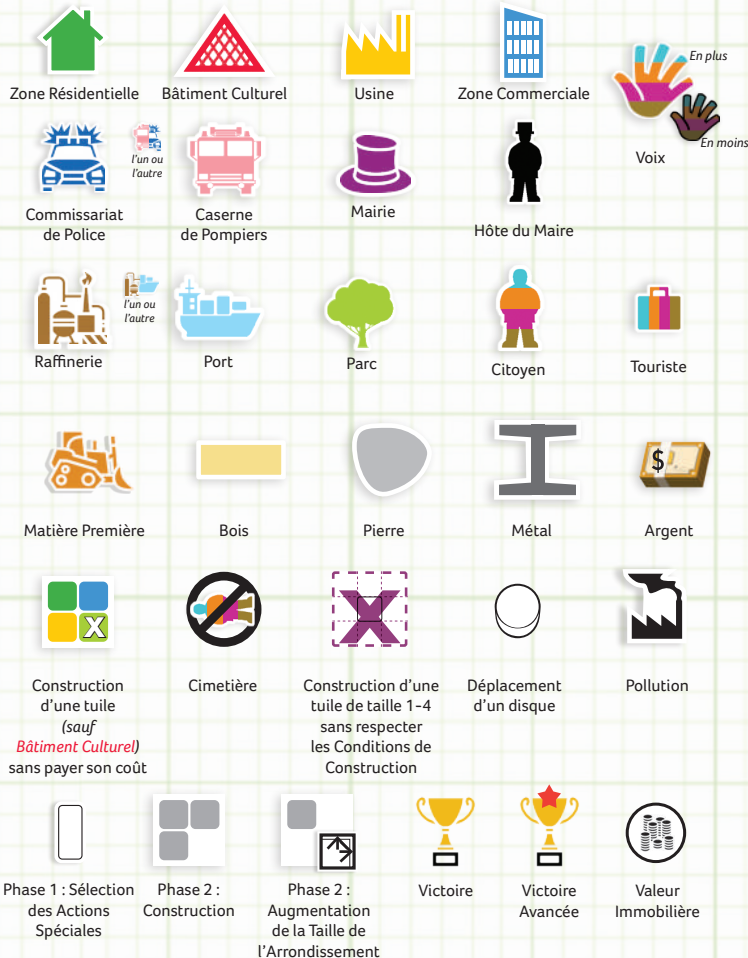 Zone Résidentielle
Bâtiment Culturel
Usine
Zone Commerciale
En plus
En moins
Voix
l'un ou
l'autre
Commissariat
de Police
Caserne
de Pompiers
Mairie
Hôte du Maire
l'un ou
l'autre
Raffinerie
Port
Parc
Citoyen
Touriste
$
Matière Première
Bois
Pierre
Métal
Argent
X
X
Construction
d'une tuile
(sauf
Bâtiment Culturel)
sans payer son coût
Cimetière
Construction d'une
tuile de taille 1-4
sans respecter
les Conditions de
Construction
Déplacement
d'un disque
Pollution
Phase 1 : Sélection
des Actions
Spéciales
Phase 2 :
Construction
Phase 2 :
Augmentation
de la Taille de
l'Arrondissement
Victoire
Victoire
Avancée
Valeur
Immobilière